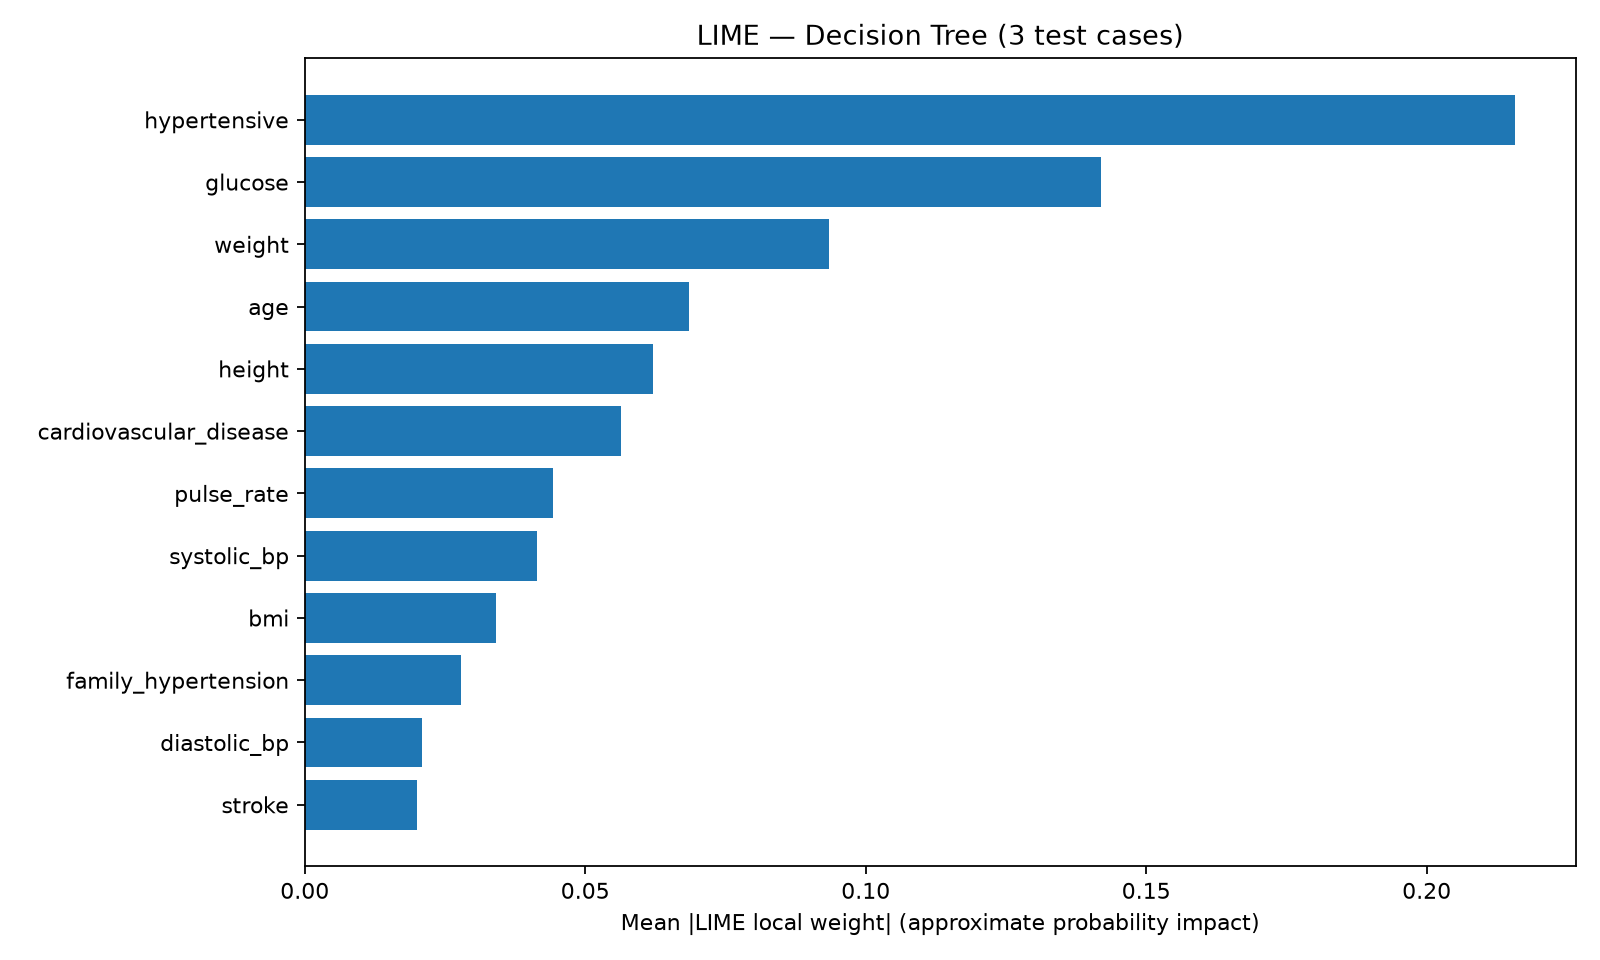 LIME — Decision Tree (3 test cases)
hypertensive
glucose
weight
age
height
cardiovascular_disease
pulse_rate
systolic_bp
bmi
family_hypertension
diastolic_bp
stroke
0.00 0.05 0.10 0.15 0.20
Mean |LIME local weight| (approximate probability impact)